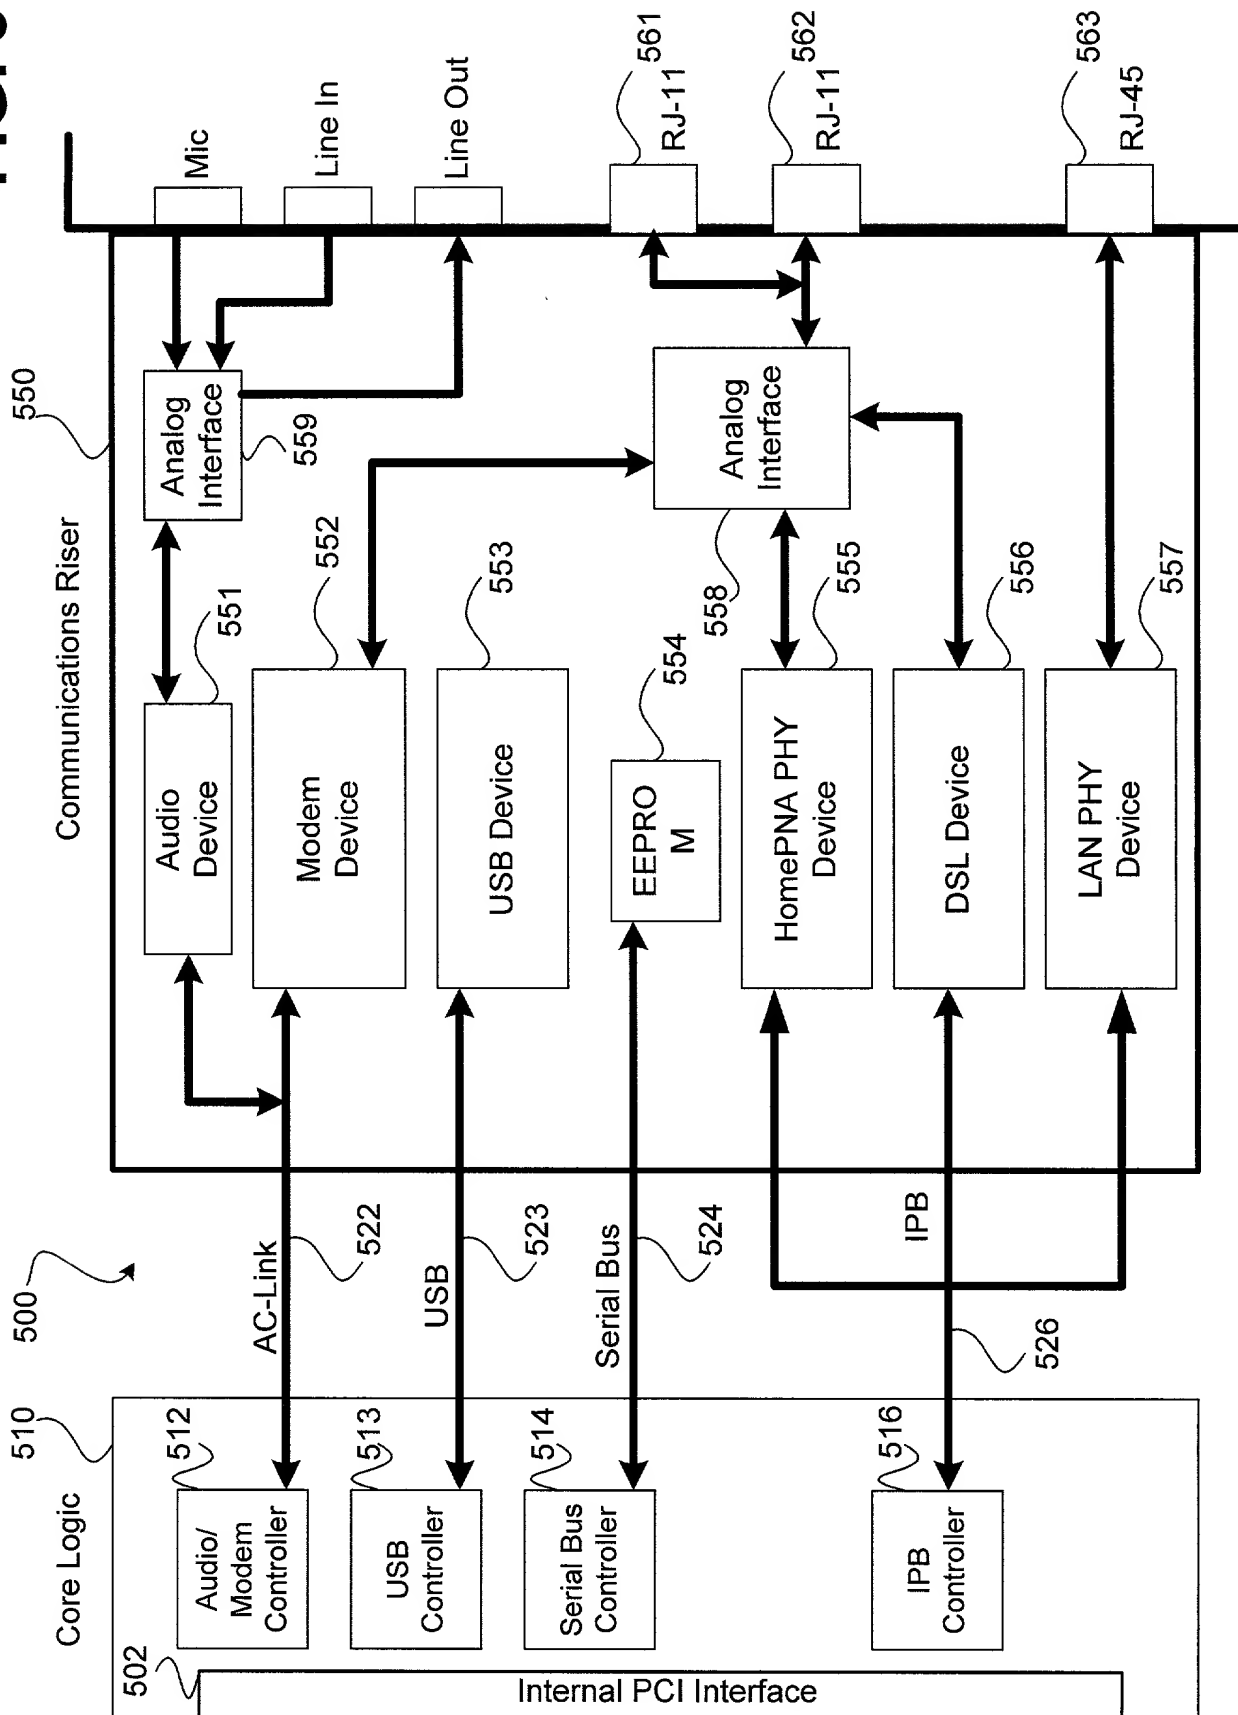 500
Core Logic
510
502
Internal PCI Interface
Audio/
Modem
Controller
512
USB
Controller
513
Serial Bus
Controller
514
IPB
Controller
516
AC-Link
522
USB
523
Serial Bus
524
IPB
526
Communications Riser
550
Audio
Device
551
Modem
Device
552
USB Device
553
EEPRO
M
554
HomePNA PHY
Device
555
DSL Device
556
LAN PHY
Device
557
Analog
Interface
559
Analog
Interface
558
Mic
Line In
Line Out
RJ-11
561
RJ-11
562
RJ-45
563